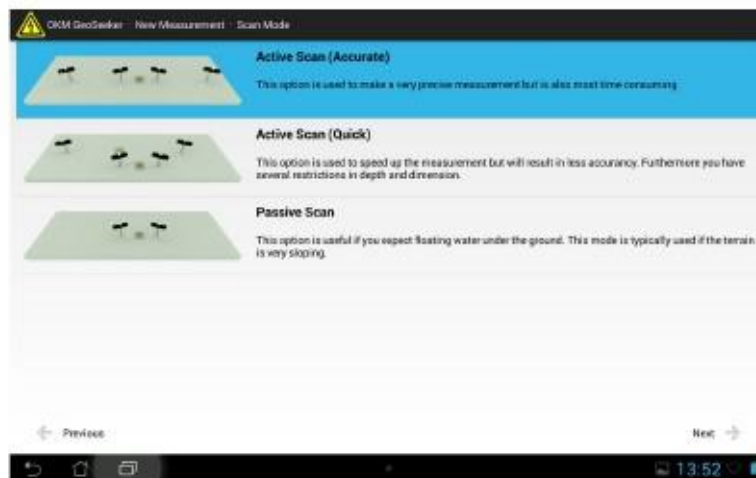 OKM GeoSeeker New Measurement Scan Mode
Active Scan (Accurate)
This option is used to make a very precise measurement but is also most time consuming
Active Scan (Quick)
This option is used to speed up the measurement but will result in less accurancy. Furthermore you have
several restrictions in depth and dimension.
Passive Scan
This option is useful if you expect floating water under the ground. This mode is typically used if the terrain
is very sloping.
Previous
Next
13:52